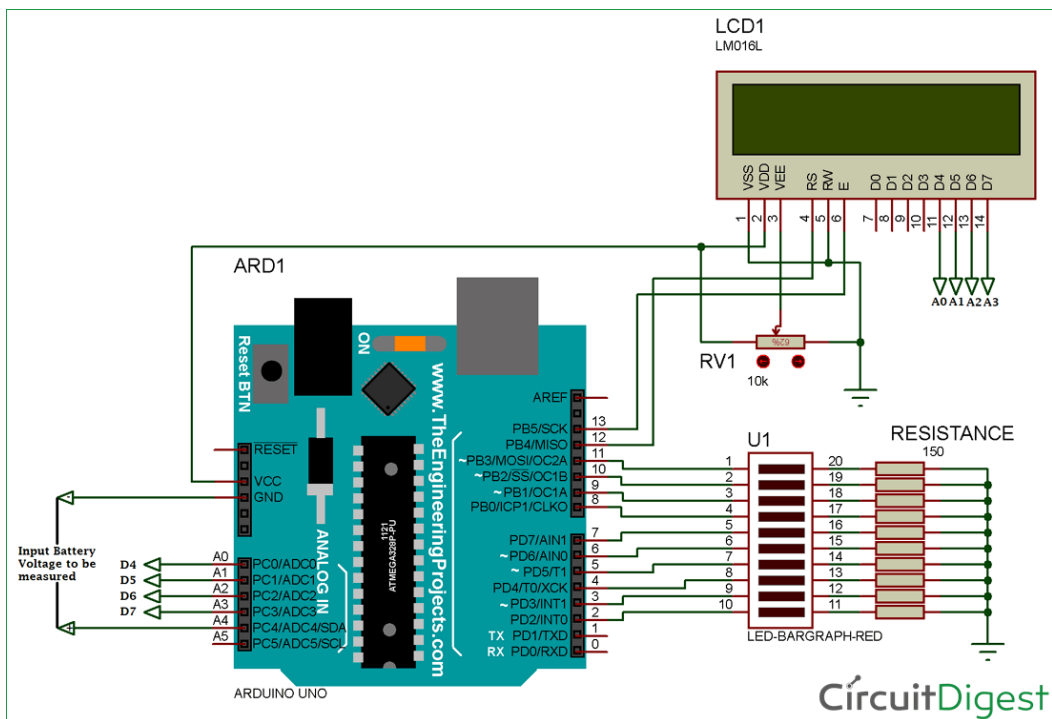 LCD1
LM016L
VSS
VDD
VEE
RS
RW
E
D0
D1
D2
D3
D4
D5
D6
D7
1
2
3
4
5
6
7
8
9
10
11
12
13
14
A0
A1
A2
A3
RV1
62%
10k
ARD1
Reset BTN
ON
www.TheEngineeringProjects.com
1121
ATMEGA328P-PU
ANALOG IN
RESET
VCC
GND
Input Battery
Voltage to be
measured
D4
D5
D6
D7
A0 PC0/ADC0
A1 PC1/ADC1
A2 PC2/ADC2
A3 PC3/ADC3
A4 PC4/ADC4/SDA
A5 PC5/ADC5/SCL
AREF
PB5/SCK 13
PB4/MISO 12
~PB3/MOSI/OC2A 11
~PB2/SS/OC1B 10
~PB1/OC1A 9
PB0/ICP1/CLKO 8
PD7/AIN1 7
~PD6/AIN0 6
~PD5/T1 5
PD4/T0/XCK 4
~PD3/INT1 3
PD2/INT0 2
TX PD1/TXD 1
RX PD0/RXD 0
ARDUINO UNO
U1
1 20
2 19
3 18
4 17
5 16
6 15
7 14
8 13
9 12
10 11
LED-BARGRAPH-RED
RESISTANCE
150
CircuitDigest